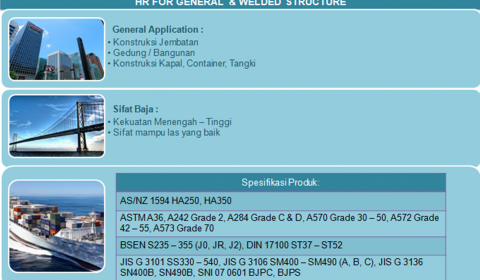 HR FOR GENERAL & WELDED STRUCTURE
General Application :
• Konstruksi Jembatan
• Gedung / Bangunan
• Konstruksi Kapal, Container, Tangki
Sifat Baja :
• Kekuatan Menengah – Tinggi
• Sifat mampu las yang baik
Spesifikasi Produk:
AS/NZ 1594 HA250, HA350
ASTM A36, A242 Grade 2, A284 Grade C & D, A570 Grade 30 – 50, A572 Grade
42 – 55, A573 Grade 70
BSEN S235 – 355 (J0, JR, J2), DIN 17100 ST37 – ST52
JIS G 3101 SS330 – 540, JIS G 3106 SM400 – SM490 (A, B, C), JIS G 3136
SN400B, SN490B, SNI 07 0601 BJPC, BJPS